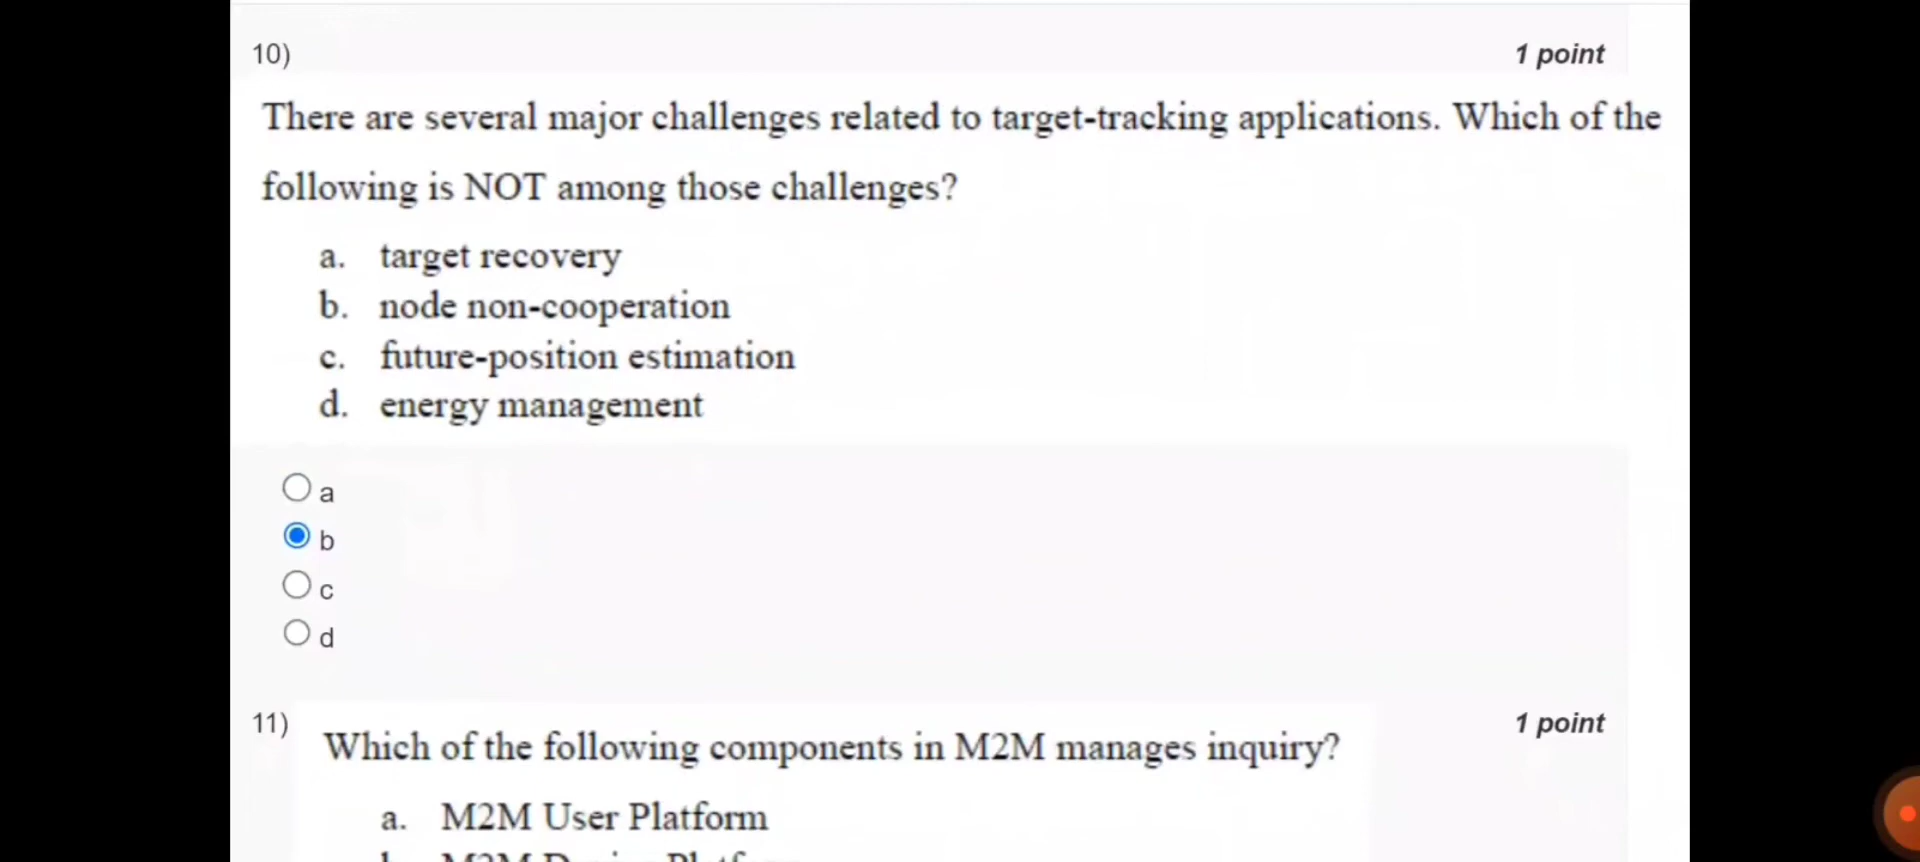 10)
1 point
There are several major challenges related to target-tracking applications. Which of the
following is NOT among those challenges?
a. target recovery
b. node non-cooperation
c. future-position estimation
d. energy management
a
b
c
d
11)
1 point
Which of the following components in M2M manages inquiry?
a. M2M User Platform